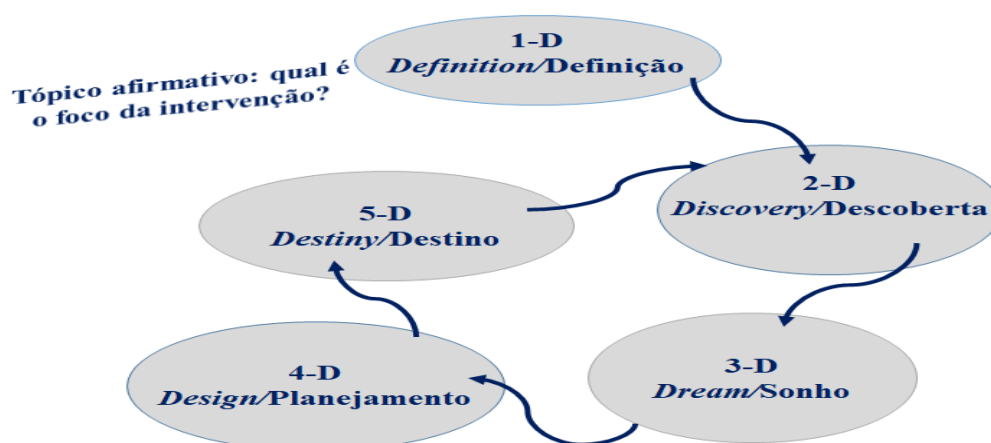 1-D
Definition/Definição
Tópico afirmativo: qual é
o foco da intervenção?
2-D
Discovery/Descoberta
5-D
Destiny/Destino
3-D
Dream/Sonho
4-D
Design/Planejamento